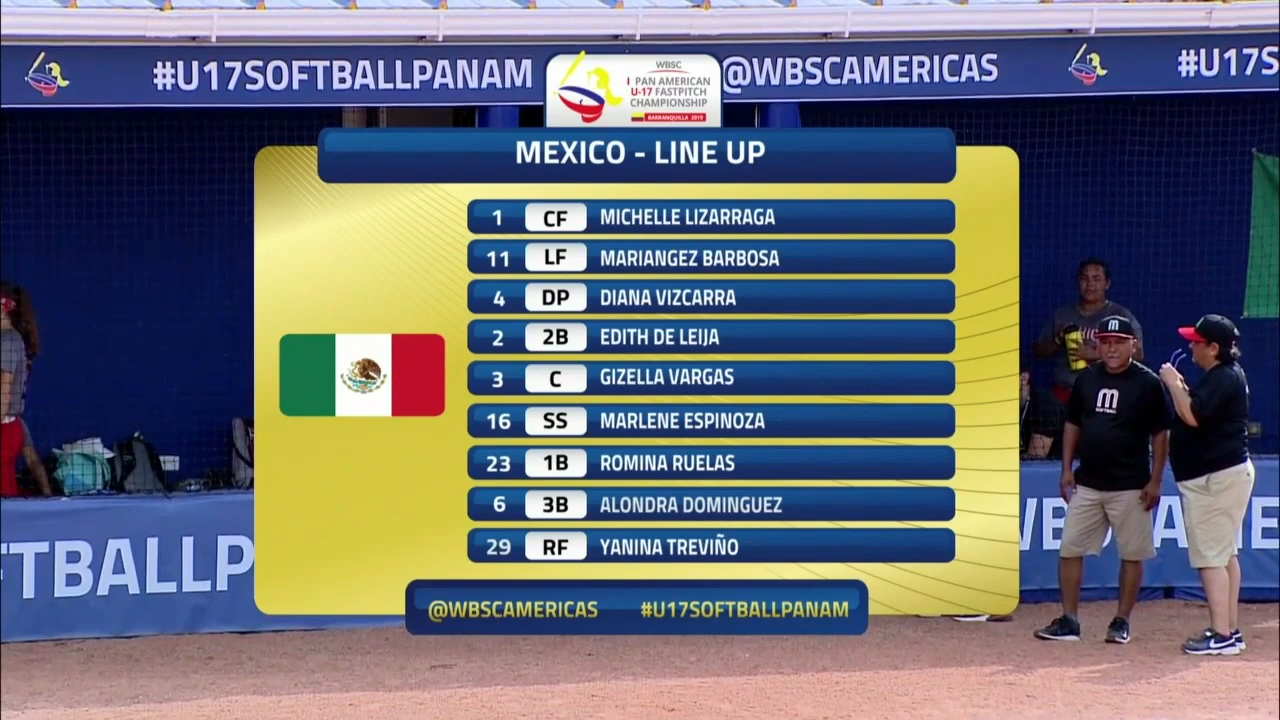 #U17SOFTBALLPANAM
@WBSCAMERICAS
#U17S
WBSC
I PAN AMERICAN
U-17 FASTPITCH
CHAMPIONSHIP
BARRANQUILLA 2019
MEXICO - LINE UP
1 CF MICHELLE LIZARRAGA
11 LF MARIANGEZ BARBOSA
4 DP DIANA VIZCARRA
2 2B EDITH DE LEIJA
3 C GIZELLA VARGAS
16 SS MARLENE ESPINOZA
23 1B ROMINA RUELAS
6 3B ALONDRA DOMINGUEZ
29 RF YANINA TREVIÑO
@WBSCAMERICAS #U17SOFTBALLPANAM
FTBALLP
M
M
SOFTBALL